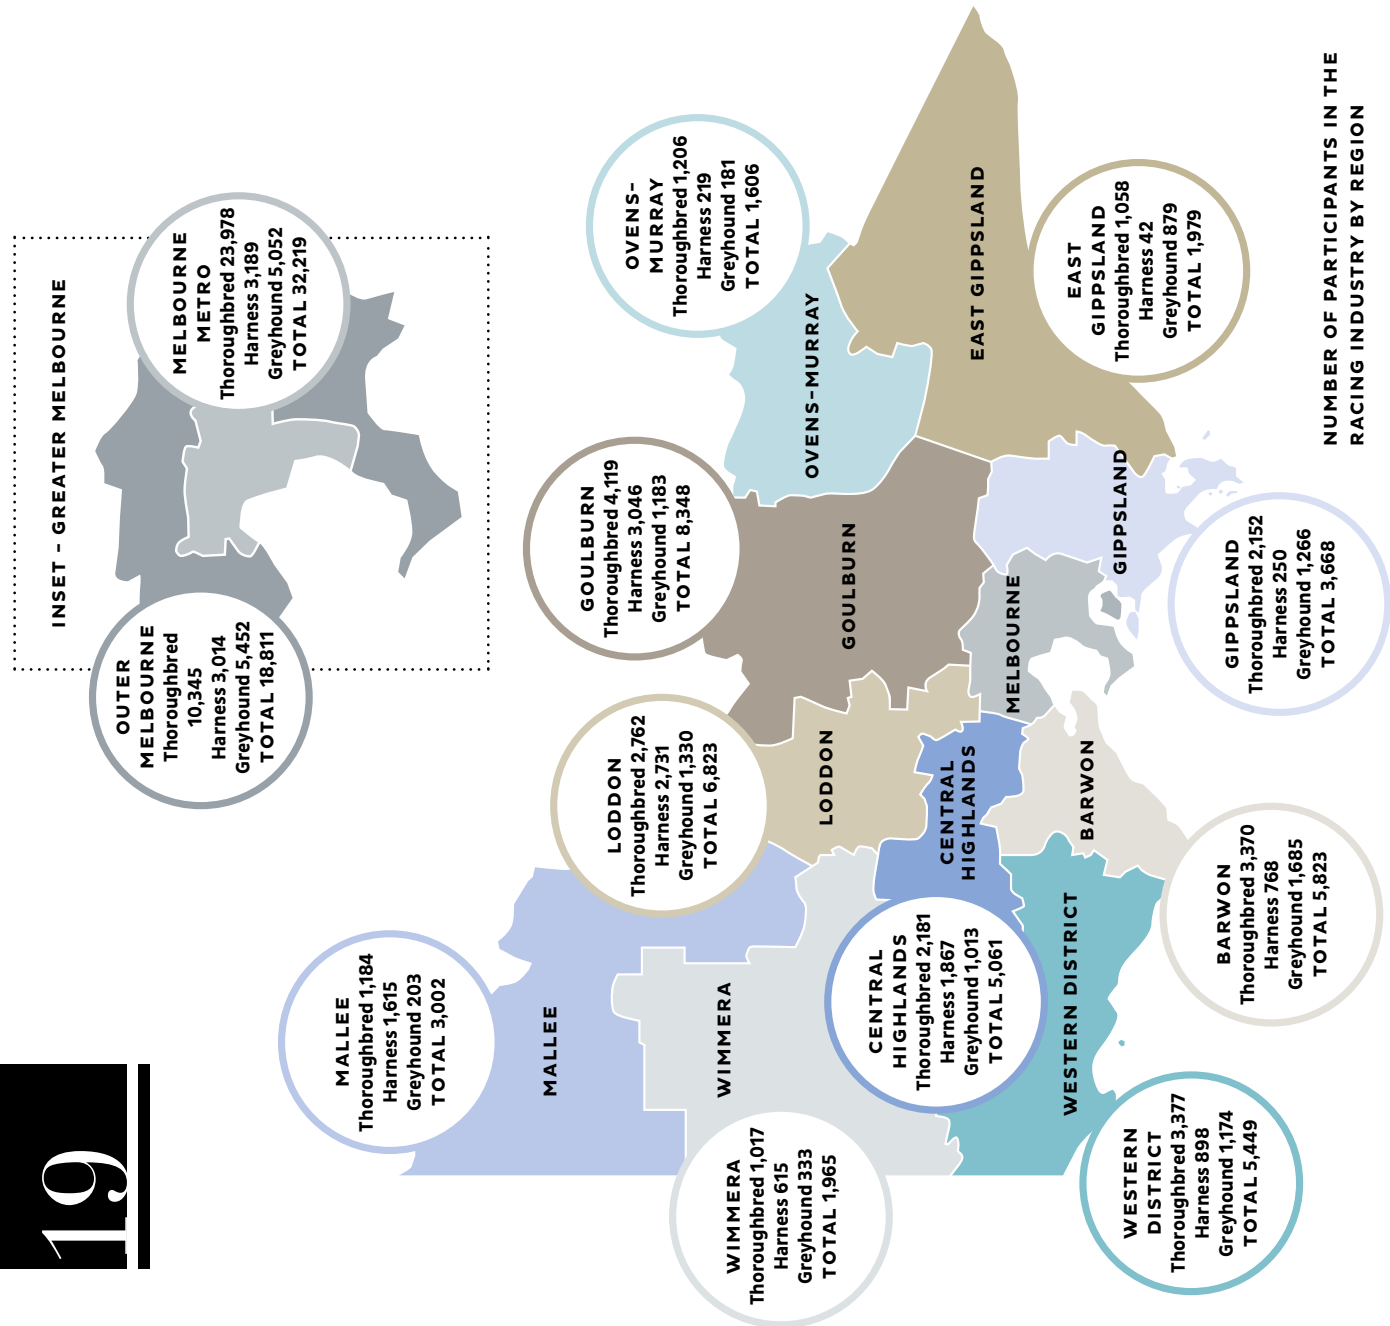 19
INSET – GREATER MELBOURNE
OUTER
MELBOURNE
Thoroughbred
10,345
Harness 3,014
Greyhound 5,452
TOTAL 18,811
MELBOURNE
METRO
Thoroughbred 23,978
Harness 3,189
Greyhound 5,052
TOTAL 32,219
MALLEE
Thoroughbred 1,184
Harness 1,615
Greyhound 203
TOTAL 3,002
LODDON
Thoroughbred 2,762
Harness 2,731
Greyhound 1,330
TOTAL 6,823
GOULBURN
Thoroughbred 4,119
Harness 3,046
Greyhound 1,183
TOTAL 8,348
OVENS–
MURRAY
Thoroughbred 1,206
Harness 219
Greyhound 181
TOTAL 1,606
MALLEE
WIMMERA
LODDON
GOULBURN
OVENS–MURRAY
EAST GIPPSLAND
CENTRAL
HIGHLANDS
MELBOURNE
WESTERN DISTRICT
BARWON
GIPPSLAND
WIMMERA
Thoroughbred 1,017
Harness 615
Greyhound 333
TOTAL 1,965
CENTRAL
HIGHLANDS
Thoroughbred 2,181
Harness 1,867
Greyhound 1,013
TOTAL 5,061
EAST
GIPPSLAND
Thoroughbred 1,058
Harness 42
Greyhound 879
TOTAL 1,979
WESTERN
DISTRICT
Thoroughbred 3,377
Harness 898
Greyhound 1,174
TOTAL 5,449
BARWON
Thoroughbred 3,370
Harness 768
Greyhound 1,685
TOTAL 5,823
GIPPSLAND
Thoroughbred 2,152
Harness 250
Greyhound 1,266
TOTAL 3,668
NUMBER OF PARTICIPANTS IN THE
RACING INDUSTRY BY REGION